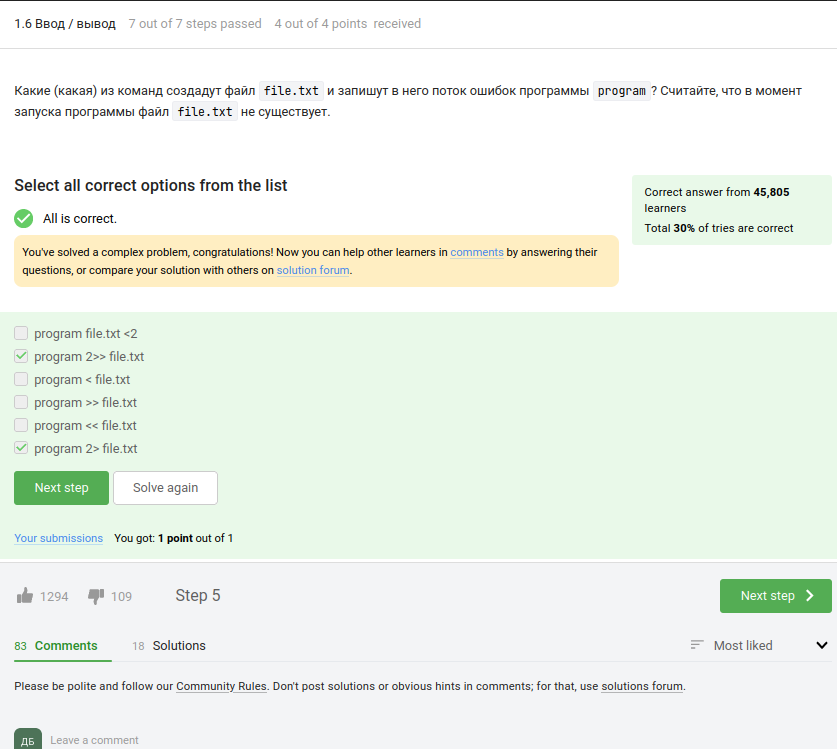 1.6 Ввод / вывод 7 out of 7 steps passed 4 out of 4 points received
Какие (какая) из команд создадут файл file.txt и запишут в него поток ошибок программы program ? Считайте, что в момент
запуска программы файл file.txt не существует.
Select all correct options from the list
All is correct.
You've solved a complex problem, congratulations! Now you can help other learners in comments by answering their
questions, or compare your solution with others on solution forum.
Correct answer from 45,805
learners
Total 30% of tries are correct
program file.txt <2
program 2>> file.txt
program < file.txt
program >> file.txt
program << file.txt
program 2> file.txt
Next step Solve again
Your submissions You got: 1 point out of 1
1294 109 Step 5 Next step
83 Comments 18 Solutions Most liked
Please be polite and follow our Community Rules. Don't post solutions or obvious hints in comments; for that, use solutions forum.
ДБ Leave a comment